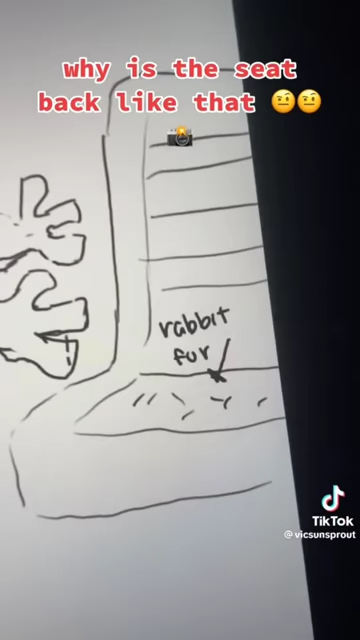 why is the seat
back like that 🤨🤨
📸
rabbit
fur
TikTok
@vicsunsprout